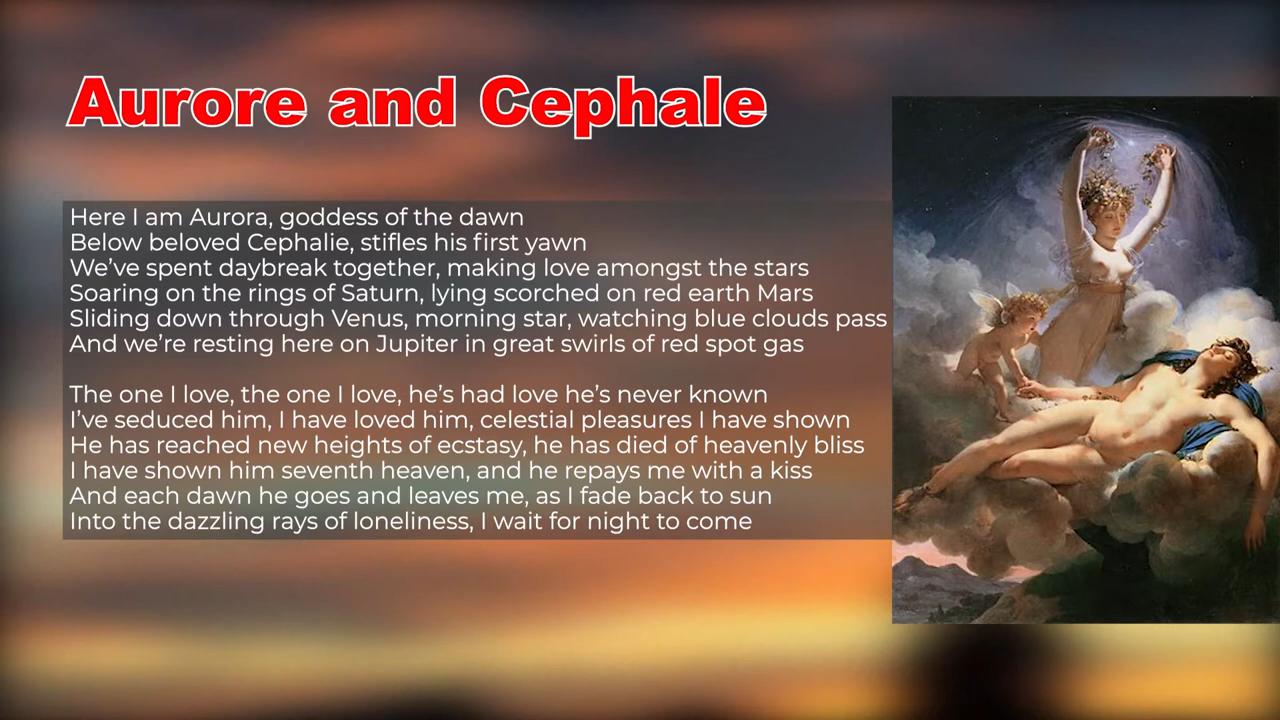 Aurore and Cephale
Here I am Aurora, goddess of the dawn
Below beloved Cephalie, stifles his first yawn
We've spent daybreak together, making love amongst the stars
Soaring on the rings of Saturn, lying scorched on red earth Mars
Sliding down through Venus, morning star, watching blue clouds pass
And we're resting here on Jupiter in great swirls of red spot gas
The one I love, the one I love, he's had love he's never known
I've seduced him, I have loved him, celestial pleasures I have shown
He has reached new heights of ecstasy, he has died of heavenly bliss
I have shown him seventh heaven, and he repays me with a kiss
And each dawn he goes and leaves me, as I fade back to sun
Into the dazzling rays of loneliness, I wait for night to come